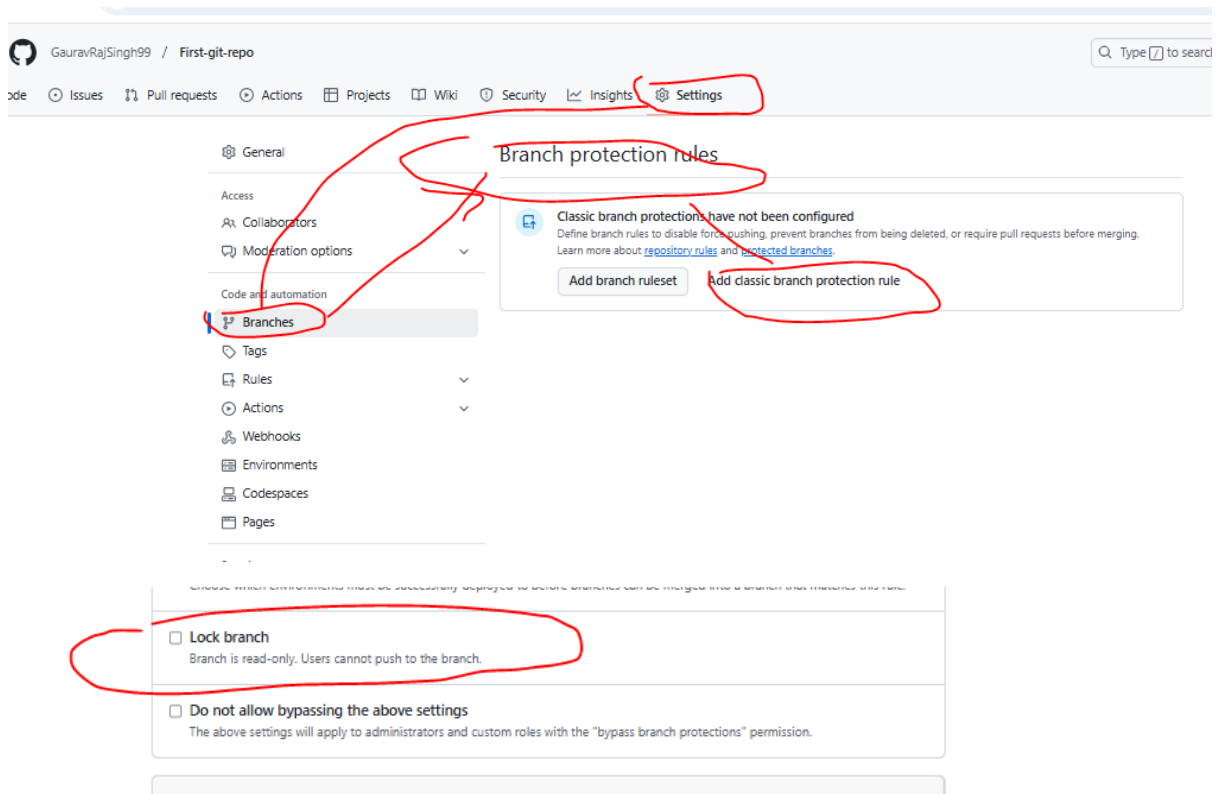 GauravRajSingh99 / First-git-repo
Type / to search
ode Issues Pull requests Actions Projects Wiki Security Insights Settings
General
Access
Collaborators
Moderation options
Code and automation
Branches
Tags
Rules
Actions
Webhooks
Environments
Codespaces
Pages
Branch protection rules
Classic branch protections have not been configured
Define branch rules to disable force pushing, prevent branches from being deleted, or require pull requests before merging.
Learn more about repository rules and protected branches.
Add branch ruleset Add classic branch protection rule
Choose which environments must be successfully deployed to before branches can be merged into a branch that matches this rule.
Lock branch
Branch is read-only. Users cannot push to the branch.
Do not allow bypassing the above settings
The above settings will apply to administrators and custom roles with the "bypass branch protections" permission.